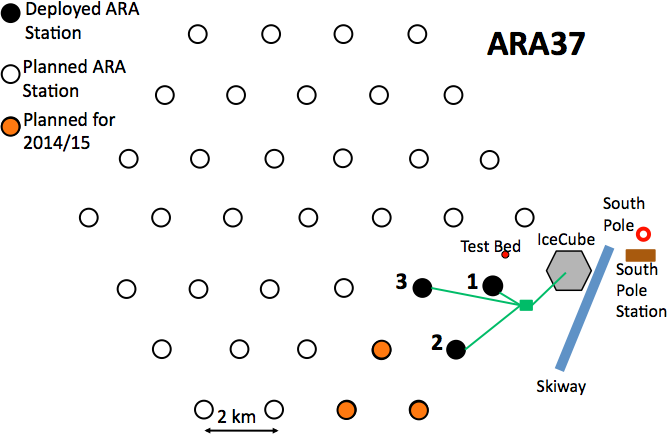 Deployed ARA
Station
ARA37
Planned ARA
Station
Planned for
2014/15
South
Pole
Test Bed
IceCube
South
Pole
Station
3
1
2
Skiway
2 km